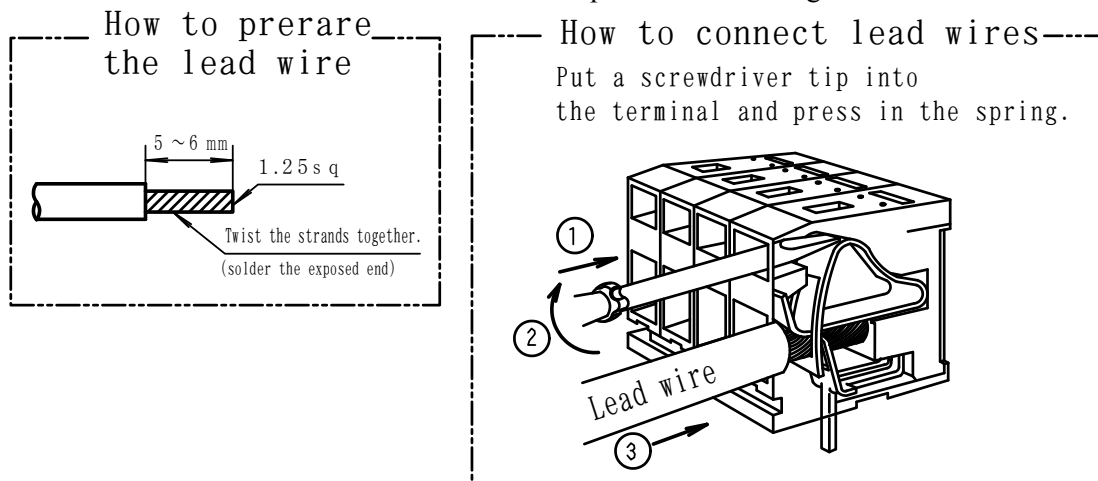 How to prerare
the lead wire
5 ~ 6 mm
1.25sq
Twist the strands together.
(solder the exposed end)
How to connect lead wires
Put a screwdriver tip into
the terminal and press in the spring.
1
2
Lead wire
3